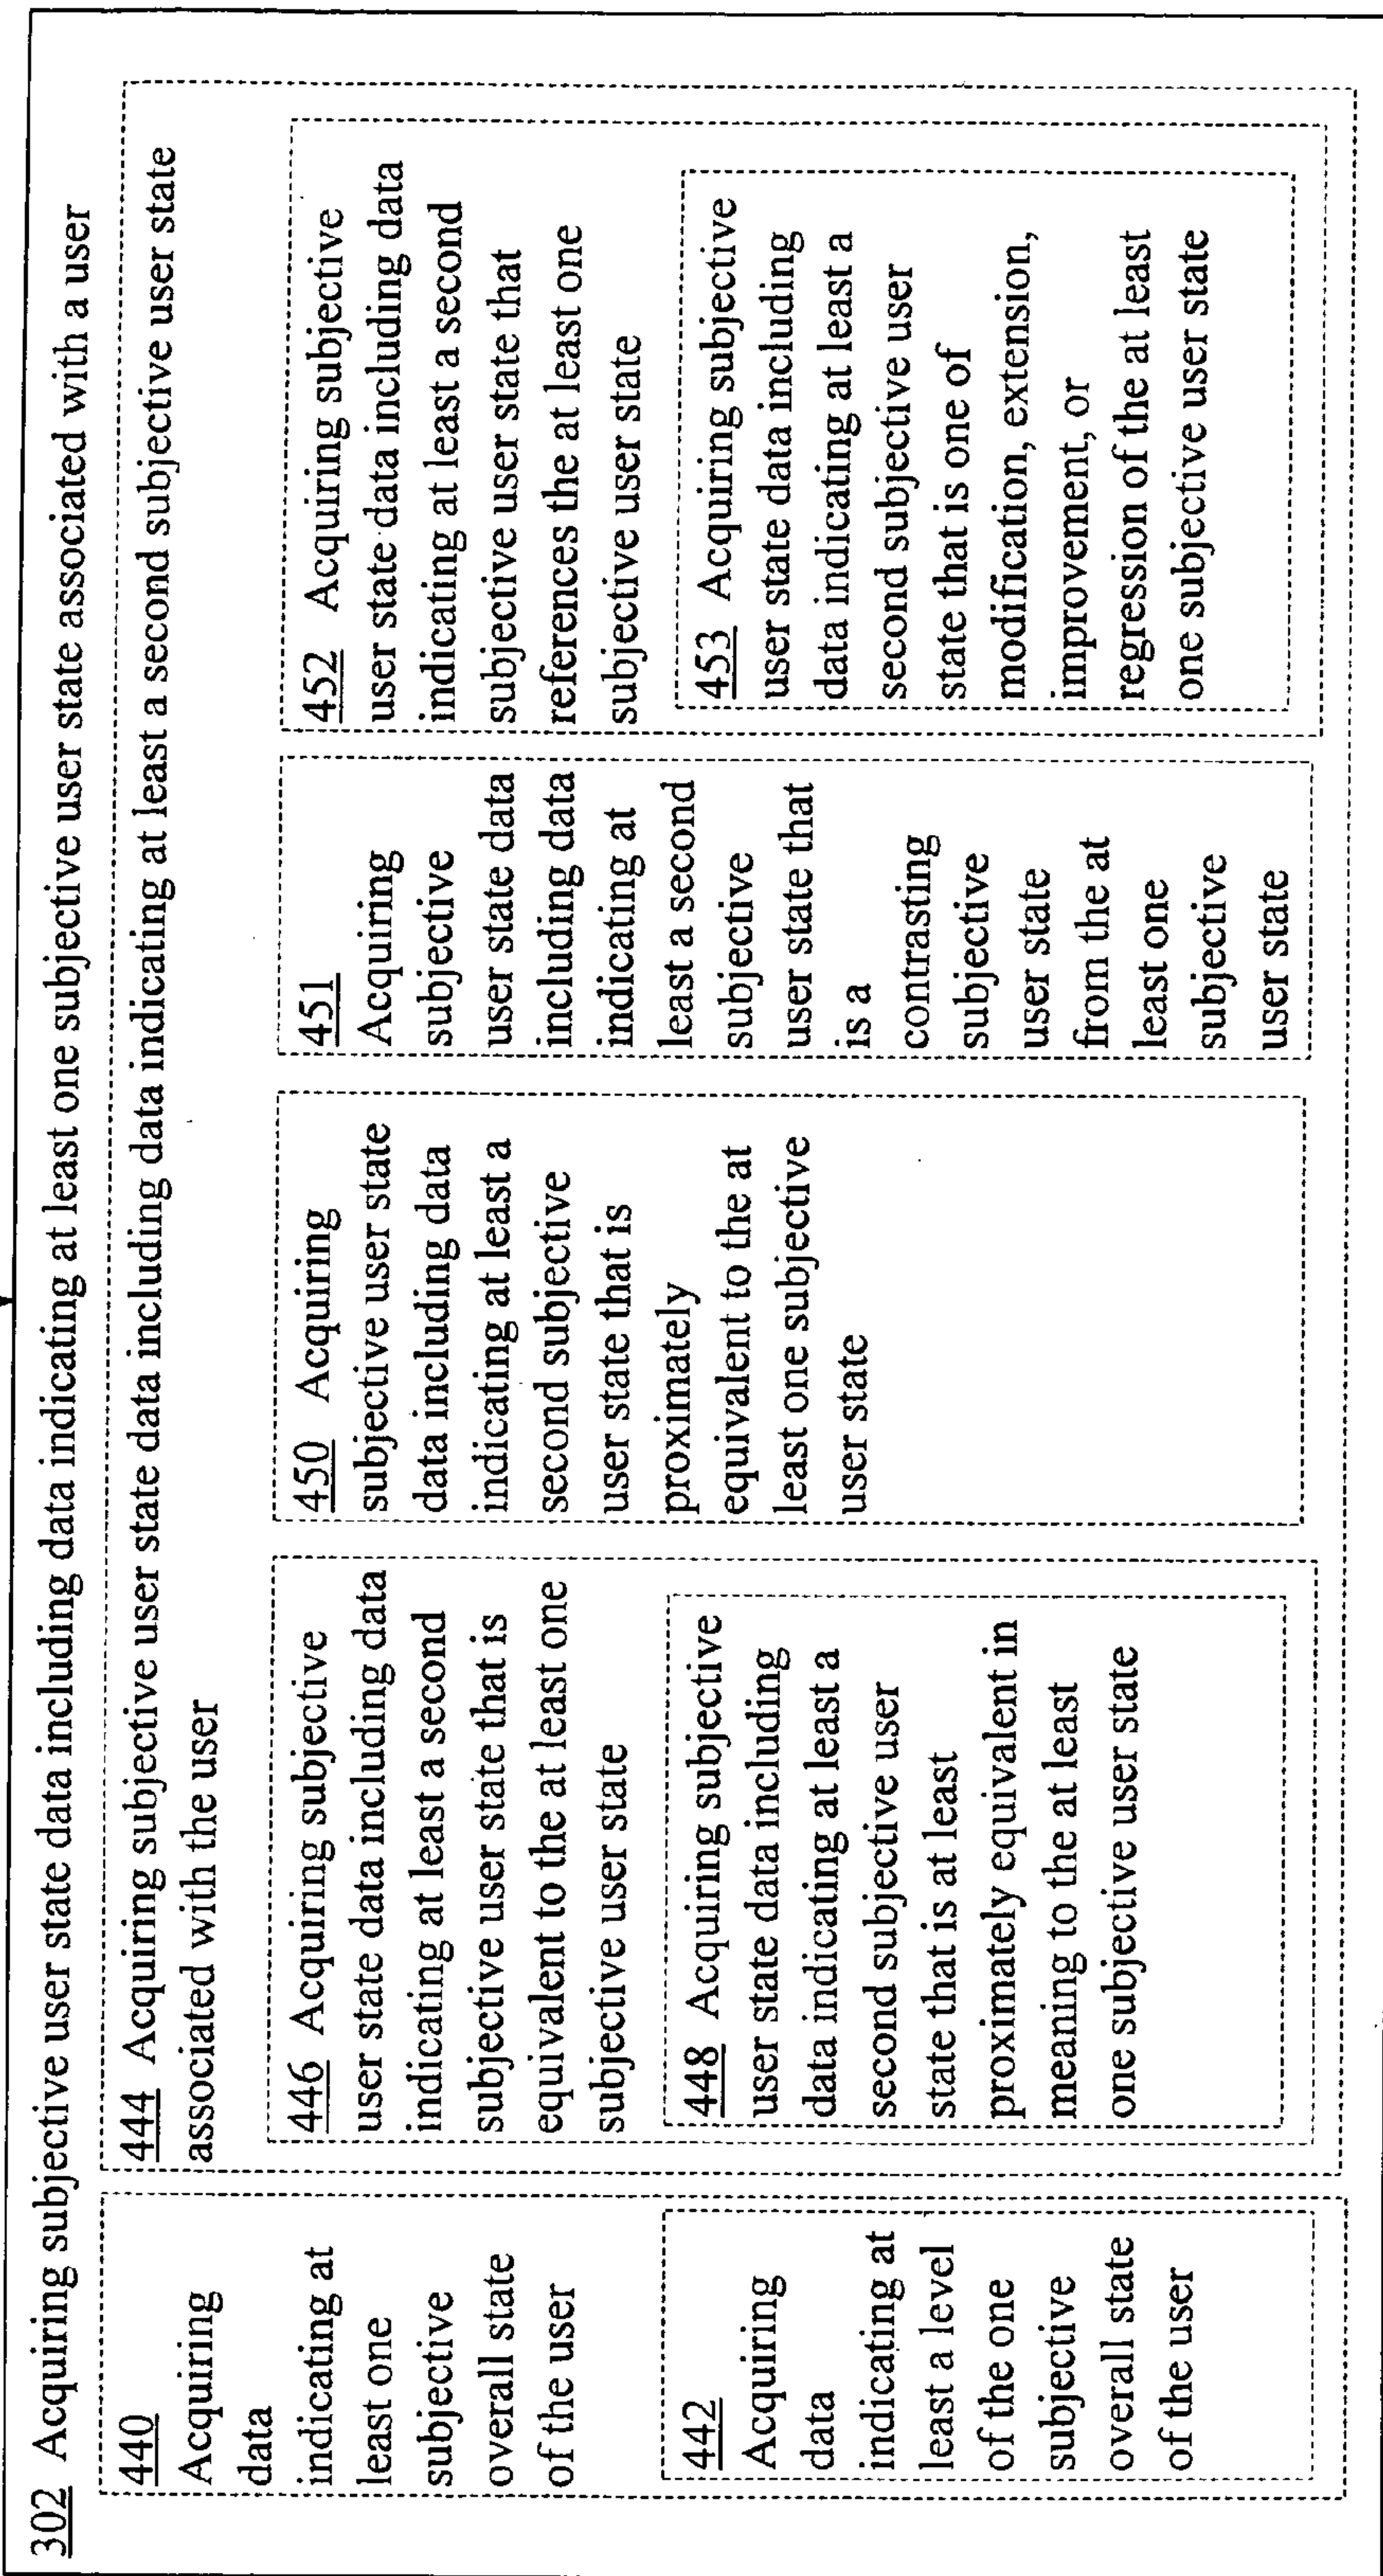 302 Acquiring subjective user state data including data indicating at least one subjective user state associated with a user
440
Acquiring
data
indicating at
least one
subjective
overall state
of the user
442
Acquiring
data
indicating at
least a level
of the one
subjective
overall state
of the user
444 Acquiring subjective user state data including data indicating at least a second subjective user state
associated with the user
446 Acquiring subjective
user state data including data
indicating at least a second
subjective user state that is
equivalent to the at least one
subjective user state
448 Acquiring subjective
user state data including
data indicating at least a
second subjective user
state that is at least
proximately equivalent in
meaning to the at least
one subjective user state
450 Acquiring
subjective user state
data including data
indicating at least a
second subjective
user state that is
proximately
equivalent to the at
least one subjective
user state
451
Acquiring
subjective
user state data
including data
indicating at
least a second
subjective
user state that
is a
contrasting
subjective
user state
from the at
least one
subjective
user state
452 Acquiring subjective
user state data including data
indicating at least a second
subjective user state that
references the at least one
subjective user state
453 Acquiring subjective
user state data including
data indicating at least a
second subjective user
state that is one of
modification, extension,
improvement, or
regression of the at least
one subjective user state